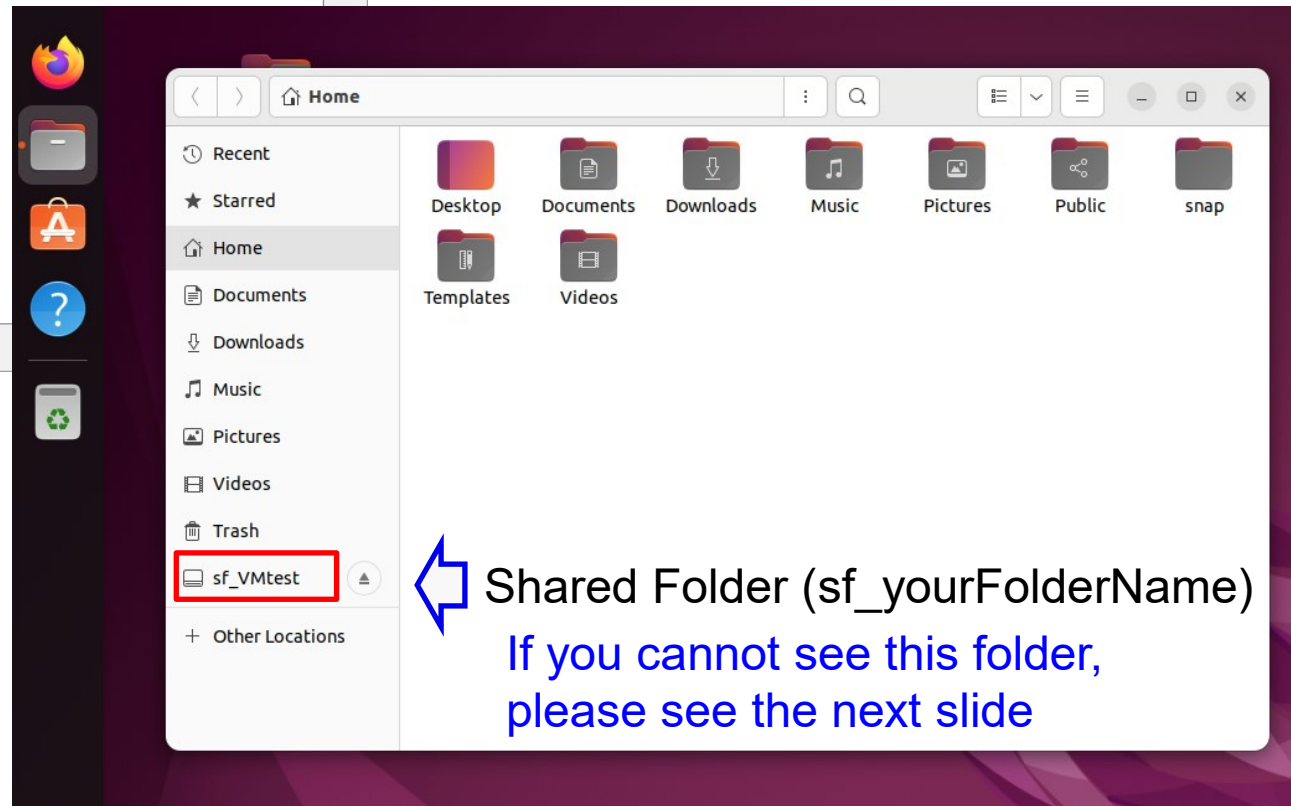 Home
Recent
Starred
Home
Documents
Downloads
Music
Pictures
Videos
Trash
sf_VMtest
Other Locations
Desktop Documents Downloads Music Pictures Public snap
Templates Videos
Shared Folder (sf_yourFolderName)
If you cannot see this folder,
please see the next slide